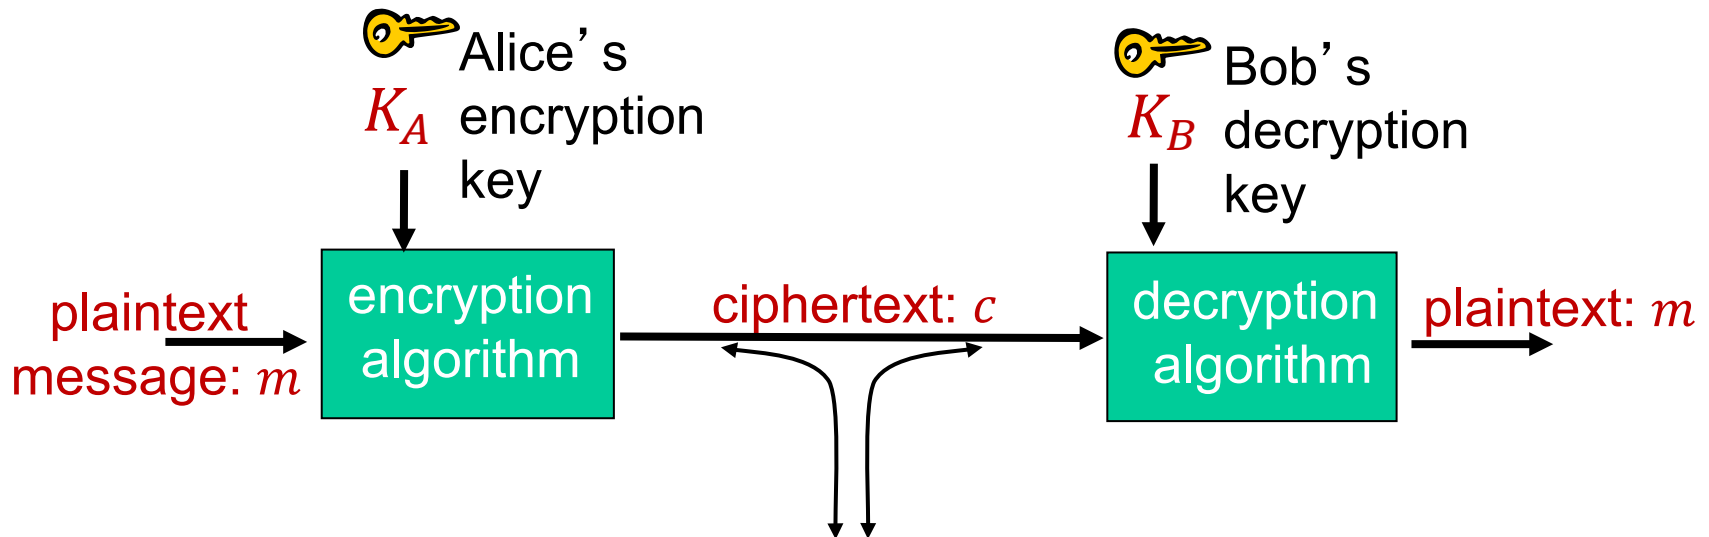 Alice’s
K_A encryption
key
Bob’s
K_B decryption
key
plaintext
message: m
encryption
algorithm
ciphertext: c
decryption
algorithm
plaintext: m